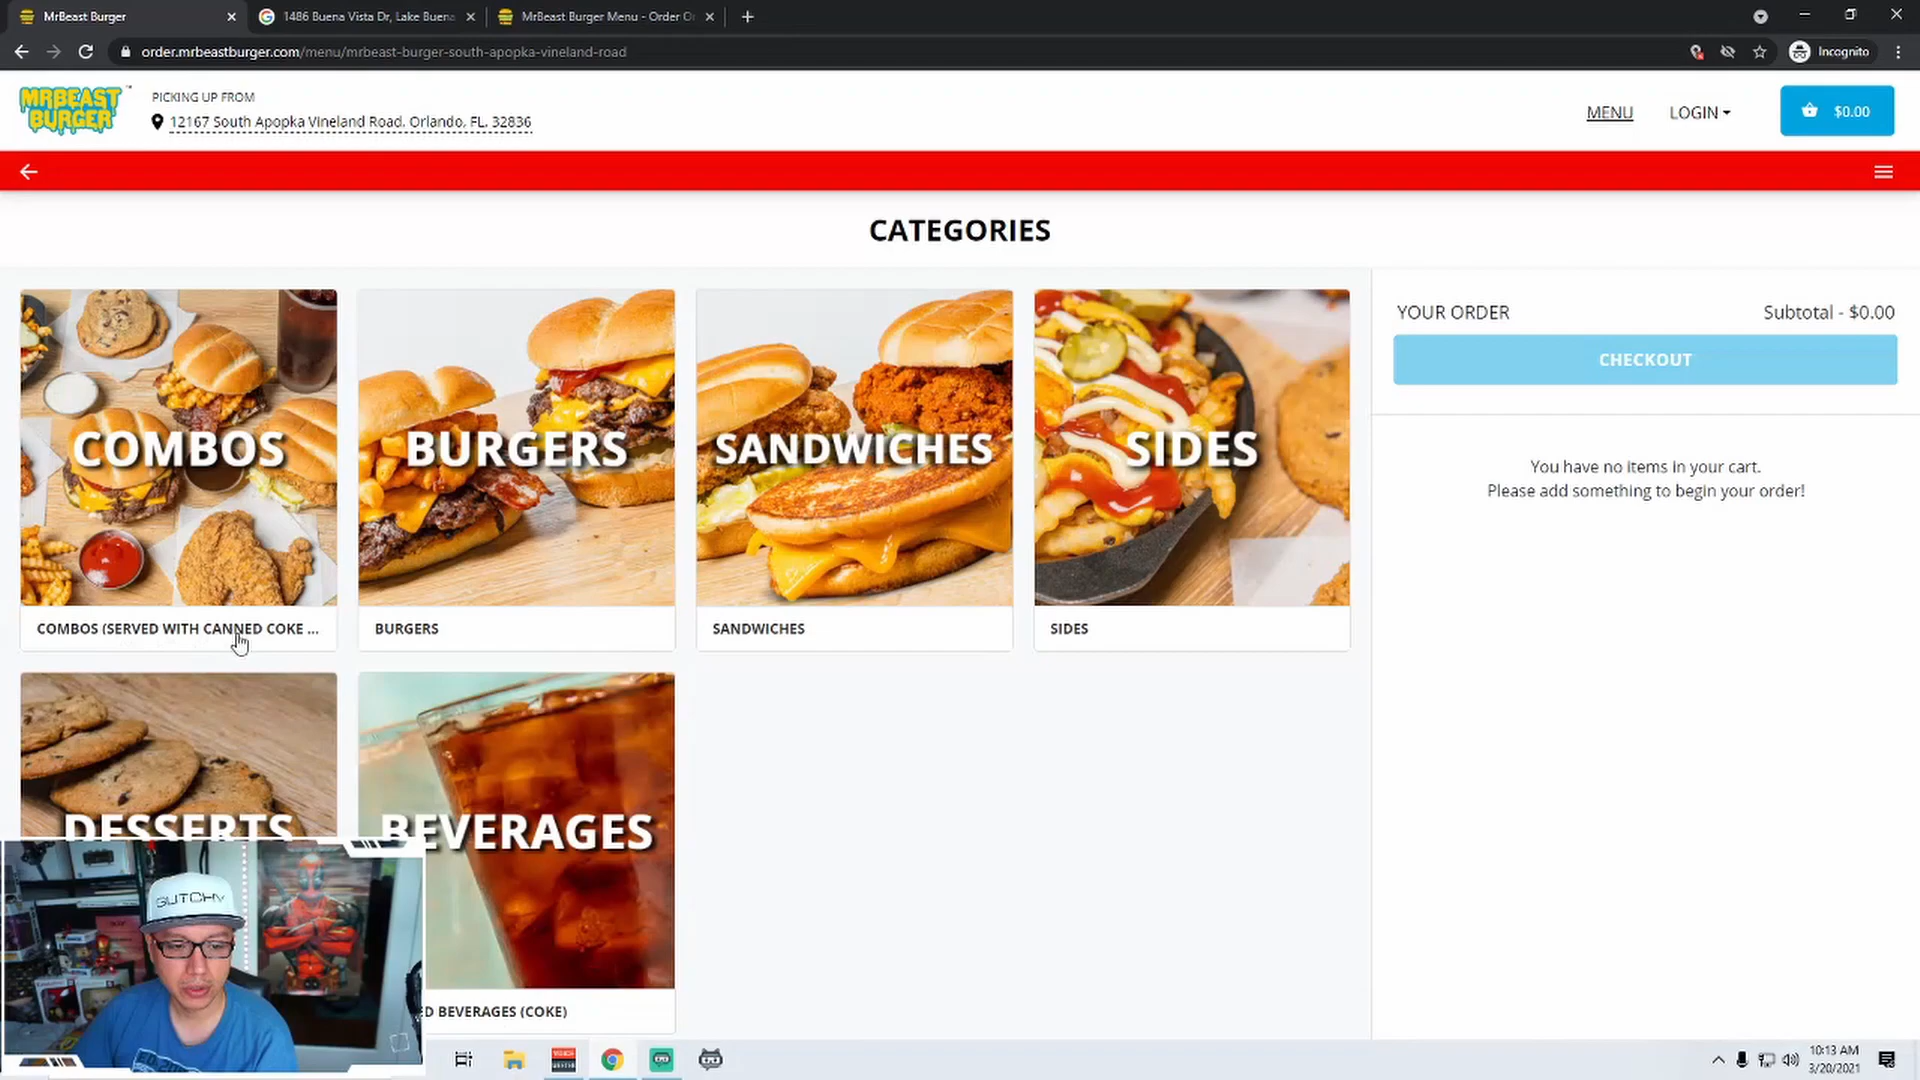 MrBeast Burger
1486 Buena Vista Dr, Lake Buena
MrBeast Burger Menu - Order O
order.mrbeastburger.com/menu/mrbeast-burger-south-apopka-vineland-road
Incognito
MRBEAST
BURGER
PICKING UP FROM
12167 South Apopka Vineland Road, Orlando, FL, 32836
MENU
LOGIN
$0.00
CATEGORIES
COMBOS
BURGERS
SANDWICHES
SIDES
COMBOS (SERVED WITH CANNED COKE ...
BURGERS
SANDWICHES
SIDES
YOUR ORDER
Subtotal - $0.00
CHECKOUT
You have no items in your cart.
Please add something to begin your order!
DESSERTS
BEVERAGES
ED BEVERAGES (COKE)
GLITCHY
10:13 AM
3/20/2021